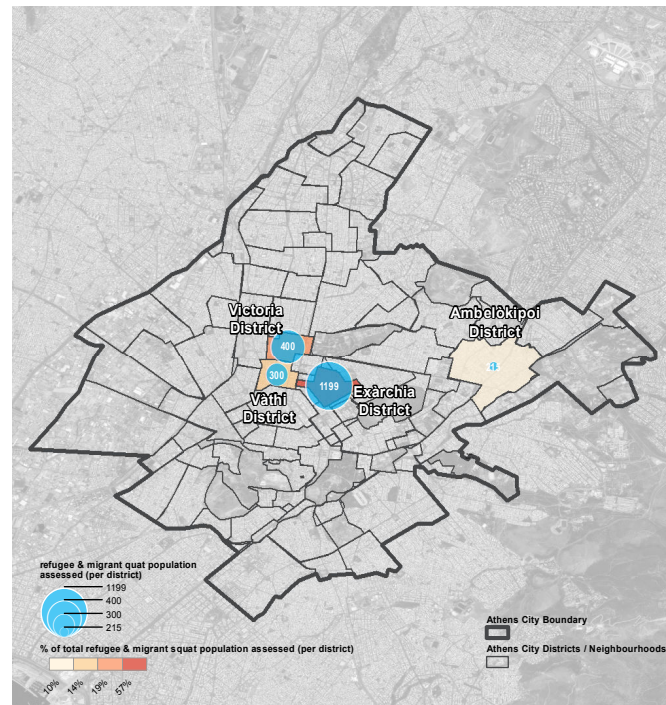 Victoria
District
400
Ambelòkipoi
District
300
1199
Vàthi
District
Exàrchia
District
refugee & migrant quat population
assessed (per district)
1199
400
300
215
% of total refugee & migrant squat population assessed (per district)
10%
14%
19%
57%
Athens City Boundary
Athens City Districts / Neighbourhoods